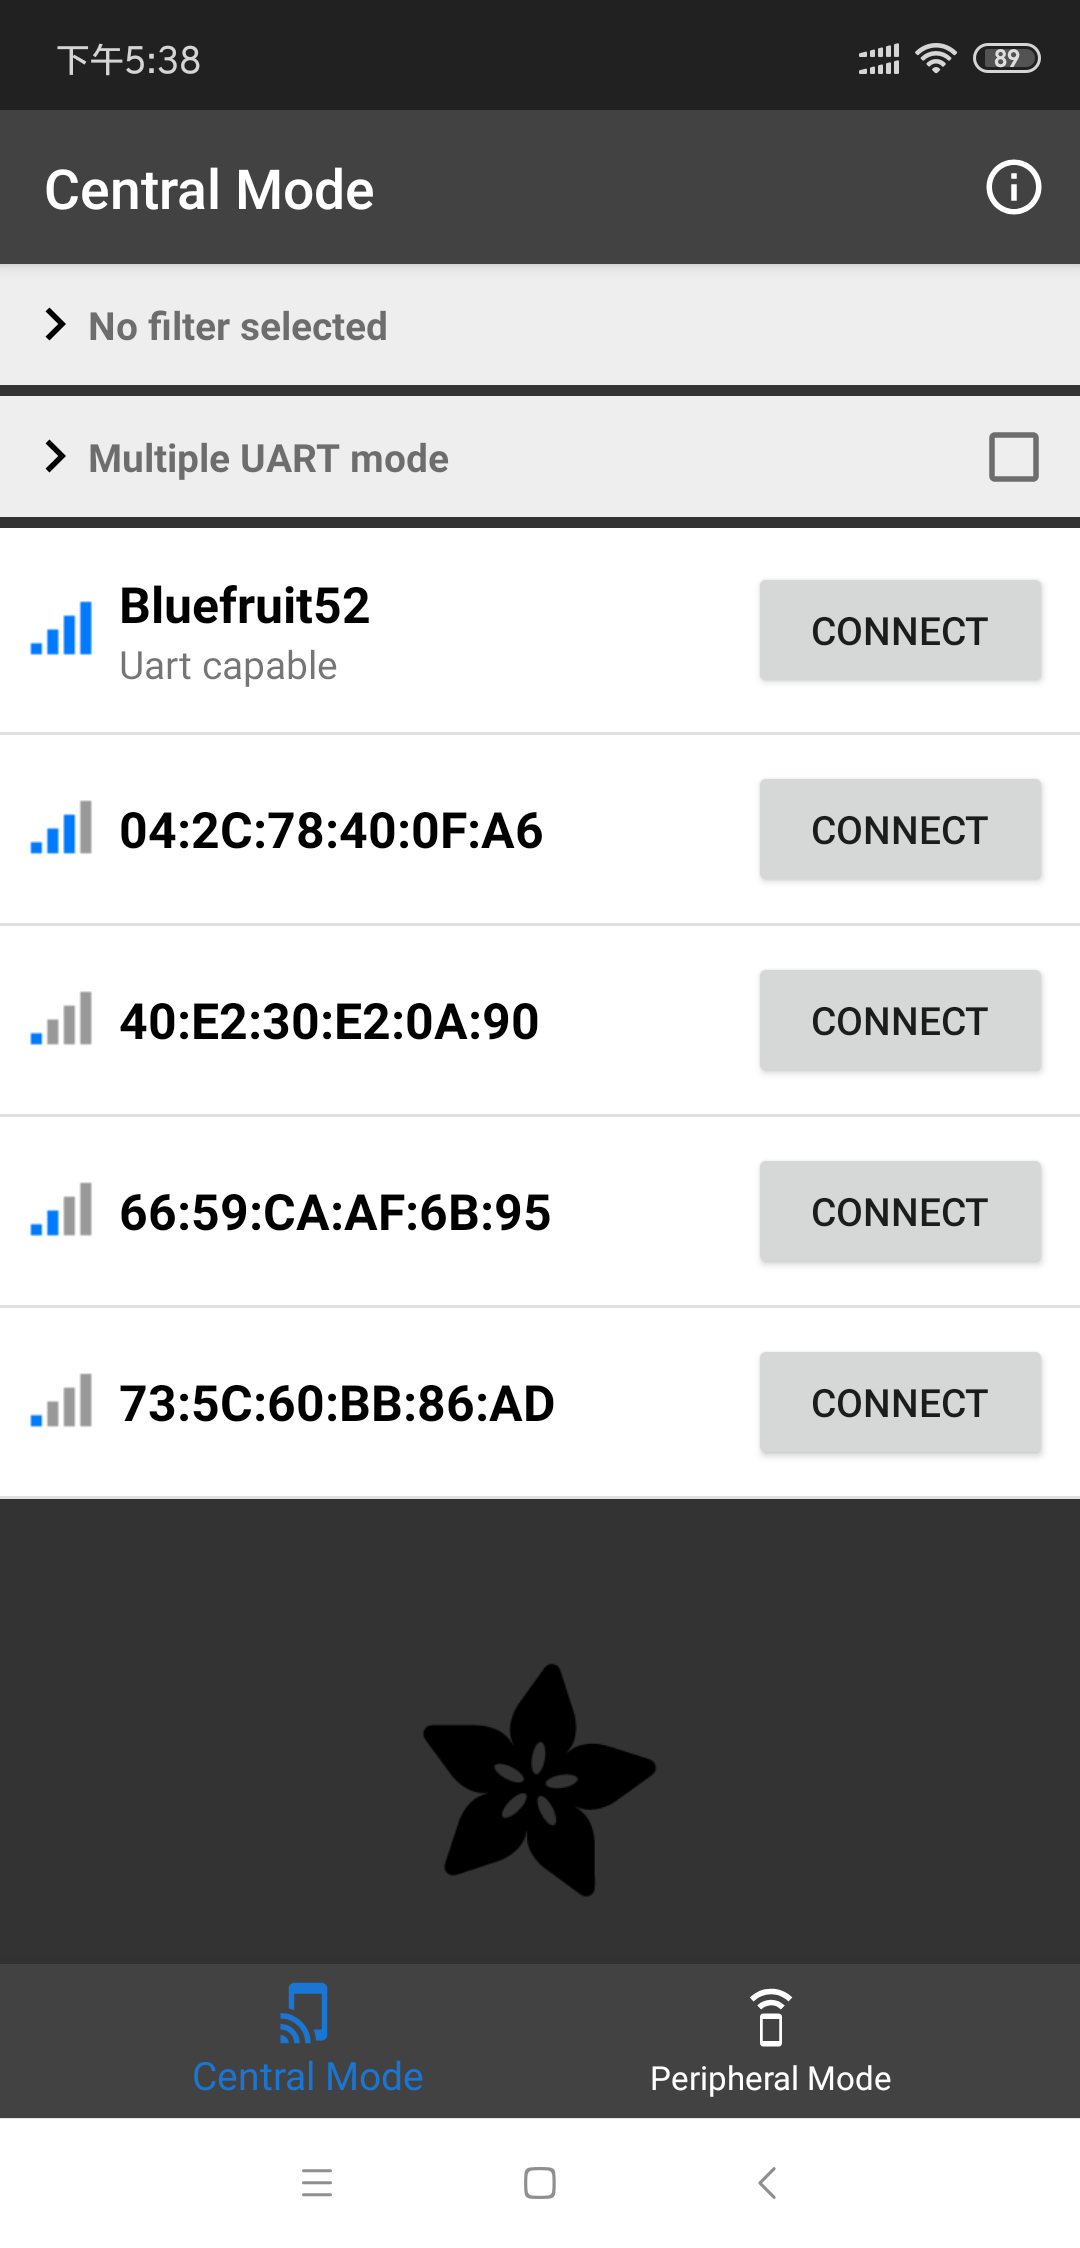 下午5:38
89
Central Mode
No filter selected
Multiple UART mode
Bluefruit52
Uart capable
CONNECT
04:2C:78:40:0F:A6
CONNECT
40:E2:30:E2:0A:90
CONNECT
66:59:CA:AF:6B:95
CONNECT
73:5C:60:BB:86:AD
CONNECT
Central Mode
Peripheral Mode